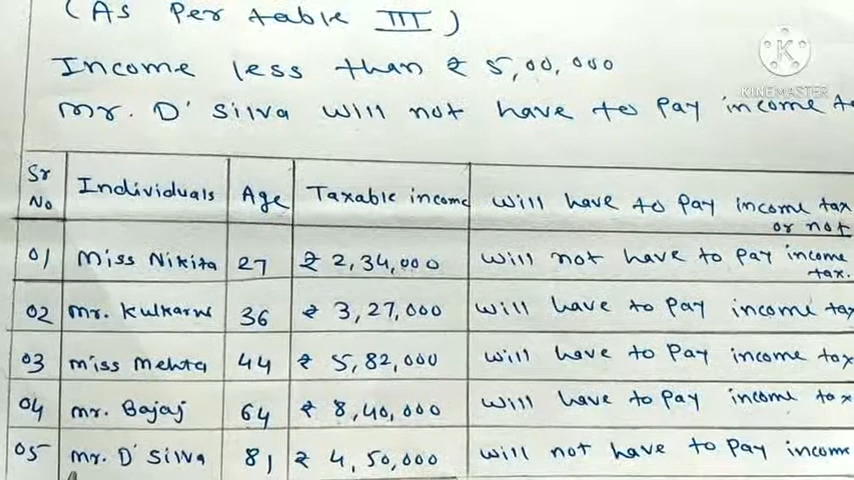 (As Per table III)
Income less than ₹ 5,00,000
Mr. D' Silva will not have to pay income
Sr No | Individuals | Age | Taxable income | will have to pay income tax or not
01 | Miss Nikita | 27 | ₹ 2,34,000 | will not have to pay income tax.
02 | Mr. Kulkarni | 36 | ₹ 3,27,000 | will have to pay income tax
03 | Miss Mehta | 44 | ₹ 5,82,000 | will have to pay income tax
04 | Mr. Bajaj | 64 | ₹ 8,40,000 | will have to pay income tax
05 | Mr. D' Silva | 81 | ₹ 4,50,000 | will not have to pay income
KINEMASTER